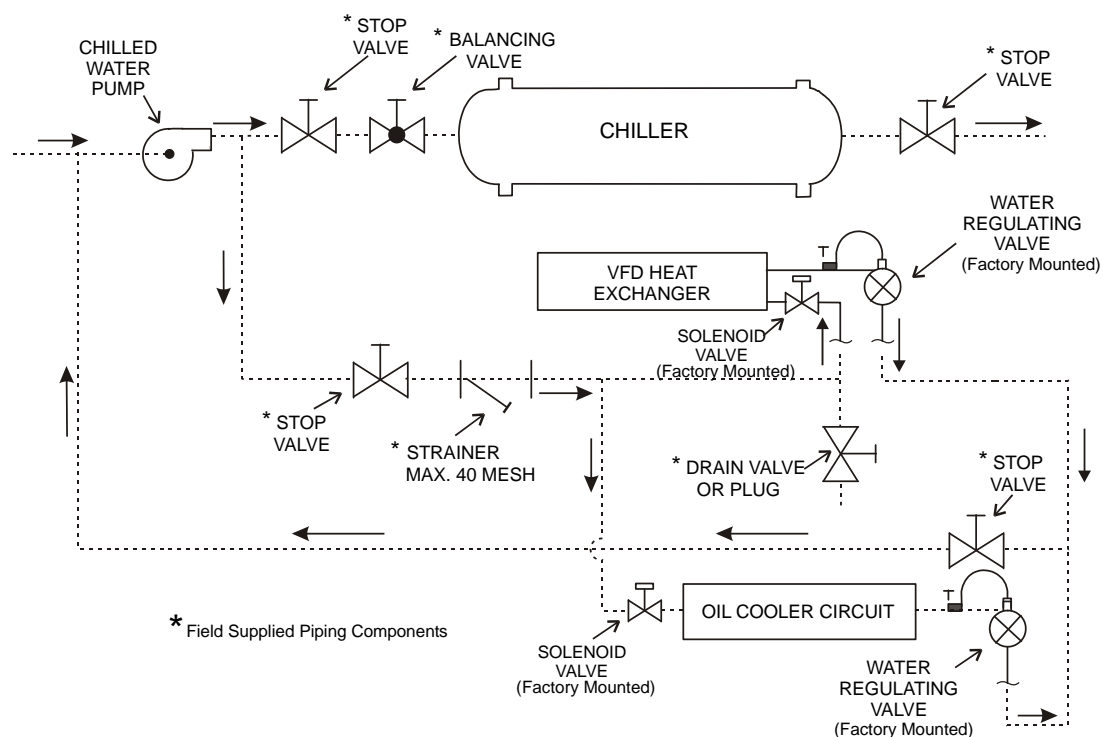 CHILLED
WATER
PUMP
* STOP
VALVE
* BALANCING
VALVE
CHILLER
* STOP
VALVE
VFD HEAT
EXCHANGER
T
WATER
REGULATING
VALVE
(Factory Mounted)
SOLENOID
VALVE
(Factory Mounted)
* STOP
VALVE
* STRAINER
MAX. 40 MESH
* DRAIN VALVE
OR PLUG
* STOP
VALVE
OIL COOLER CIRCUIT
T
SOLENOID
VALVE
(Factory Mounted)
WATER
REGULATING
VALVE
(Factory Mounted)
* Field Supplied Piping Components